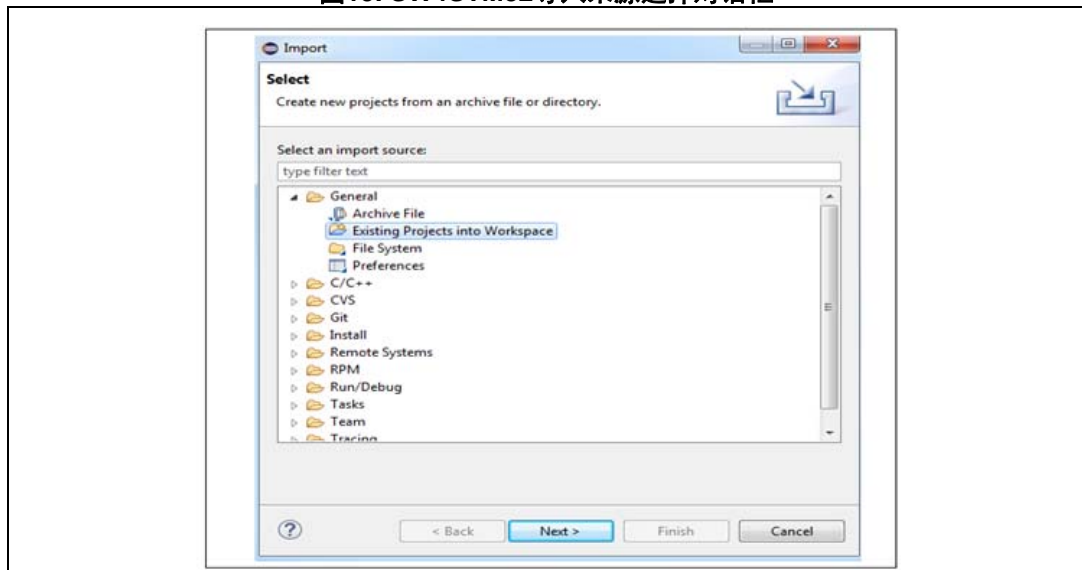 Import
Select
Create new projects from an archive file or directory.
Select an import source:
type filter text
General
Archive File
Existing Projects into Workspace
File System
Preferences
C/C++
CVS
Git
Install
Remote Systems
RPM
Run/Debug
Tasks
Team
Tracing
< Back
Next >
Finish
Cancel